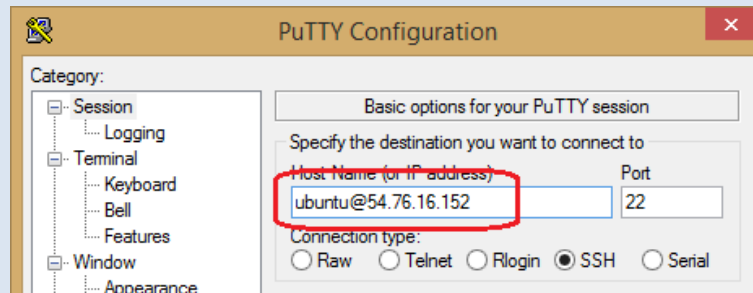 PuTTY Configuration
Category:
Session
Logging
Terminal
Keyboard
Bell
Features
Window
Appearance
Basic options for your PuTTY session
Specify the destination you want to connect to
Host Name (or IP address)
Port
ubuntu@54.76.16.152
22
Connection type:
Raw
Telnet
Rlogin
SSH
Serial